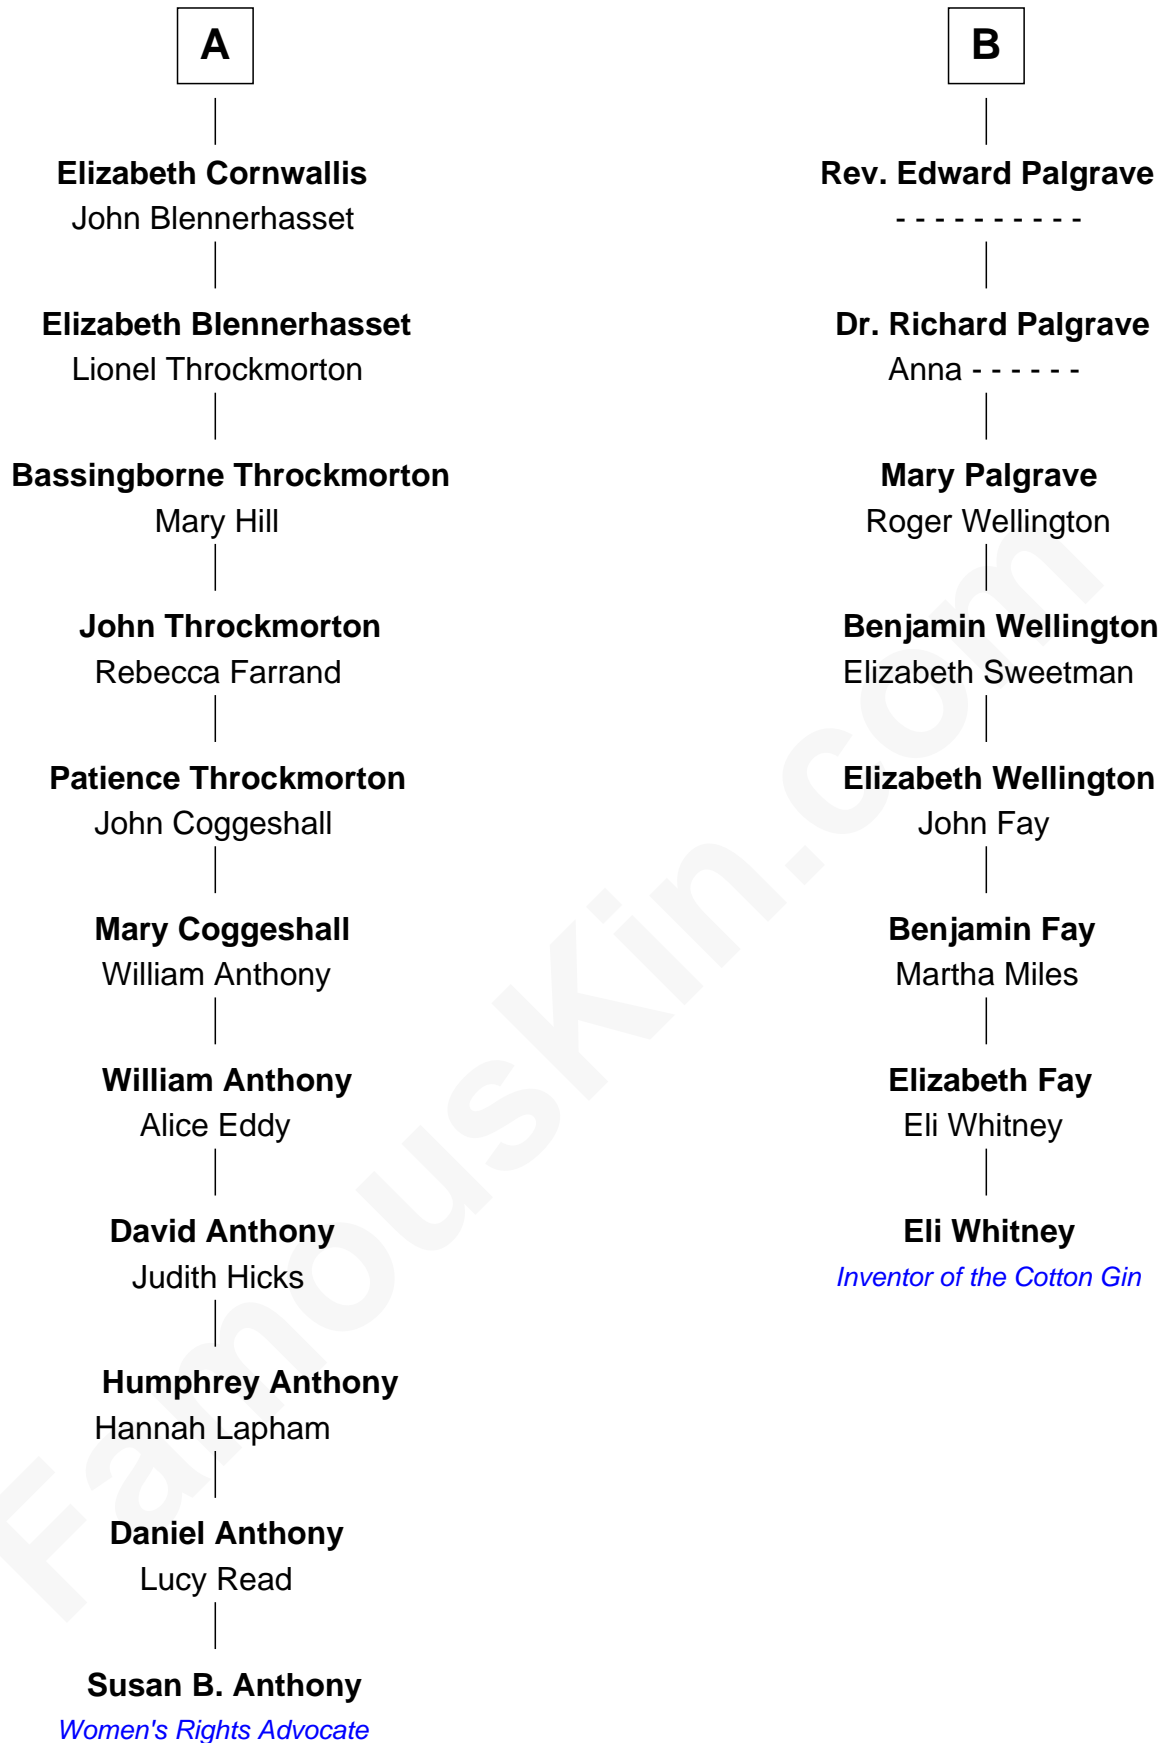 A
Elizabeth Cornwallis
John Blennerhasset
Elizabeth Blennerhasset
Lionel Throckmorton
Bassingborne Throckmorton
Mary Hill
John Throckmorton
Rebecca Farrand
Patience Throckmorton
John Coggeshall
Mary Coggeshall
William Anthony
William Anthony
Alice Eddy
David Anthony
Judith Hicks
Humphrey Anthony
Hannah Lapham
Daniel Anthony
Lucy Read
Susan B. Anthony
Women's Rights Advocate
B
Rev. Edward Palgrave
- - - - - - - - - -
Dr. Richard Palgrave
Anna - - - - - -
Mary Palgrave
Roger Wellington
Benjamin Wellington
Elizabeth Sweetman
Elizabeth Wellington
John Fay
Benjamin Fay
Martha Miles
Elizabeth Fay
Eli Whitney
Eli Whitney
Inventor of the Cotton Gin
FamousKin.com